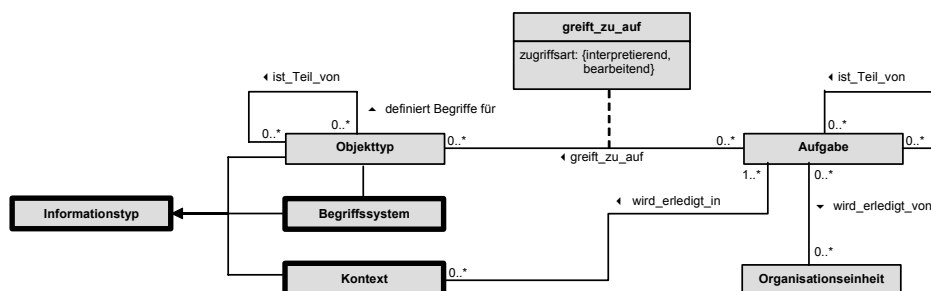 greift_zu_auf
zugriffsart: {interpretierend,
bearbeitend}
ist_Teil_von
ist_Teil_von
definiert Begriffe für
0..*
0..*
0..*
0..*
0..*
0..*
Objekttyp
Aufgabe
greift_zu_auf
1..*
0..*
Informationstyp
Begriffssystem
wird_erledigt_in
wird_erledigt_von
0..*
0..*
Kontext
Organisationseinheit